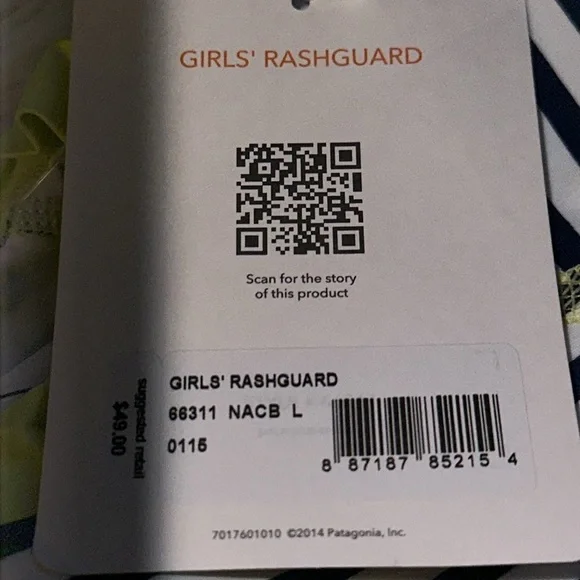 GIRLS' RASHGUARD
Scan for the story
of this product
GIRLS' RASHGUARD
66311 NACB L
0115
8 87187 85215 4
suggested retail
$49.00
7017601010 ©2014 Patagonia, Inc.